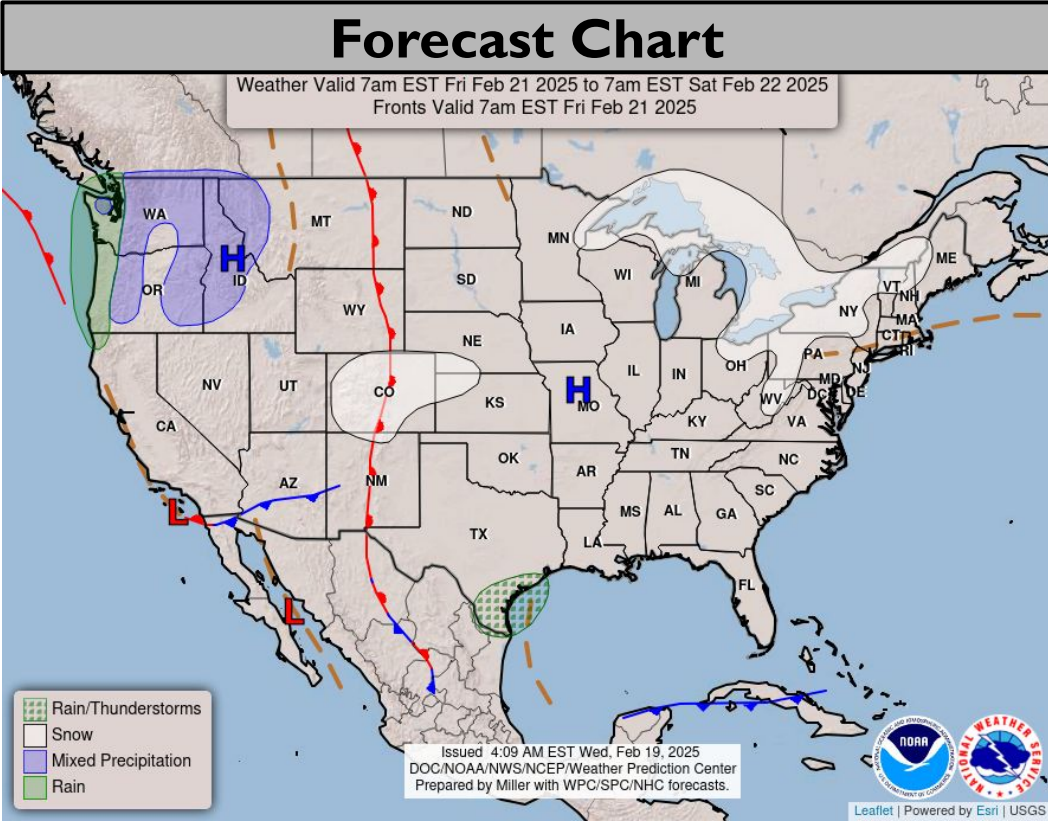 Forecast Chart
Weather Valid 7am EST Fri Feb 21 2025 to 7am EST Sat Feb 22 2025
Fronts Valid 7am EST Fri Feb 21 2025
WA
MT
ND
MN
ME
H
ID
OR
SD
WI
MI
VT
NH
NY
MA
WY
IA
CT
RI
NE
PA
NJ
OH
IL
IN
MD
DE
DC
NV
UT
CO
H
MO
KS
WV
VA
CA
KY
TN
NC
OK
AR
AZ
NM
SC
L
MS
AL
GA
TX
LA
FL
L
Rain/Thunderstorms
Snow
Mixed Precipitation
Rain
Issued 4:09 AM EST Wed, Feb 19, 2025
DOC/NOAA/NWS/NCEP/Weather Prediction Center
Prepared by Miller with WPC/SPC/NHC forecasts.
NOAA
NATIONAL WEATHER SERVICE
Leaflet | Powered by Esri | USGS